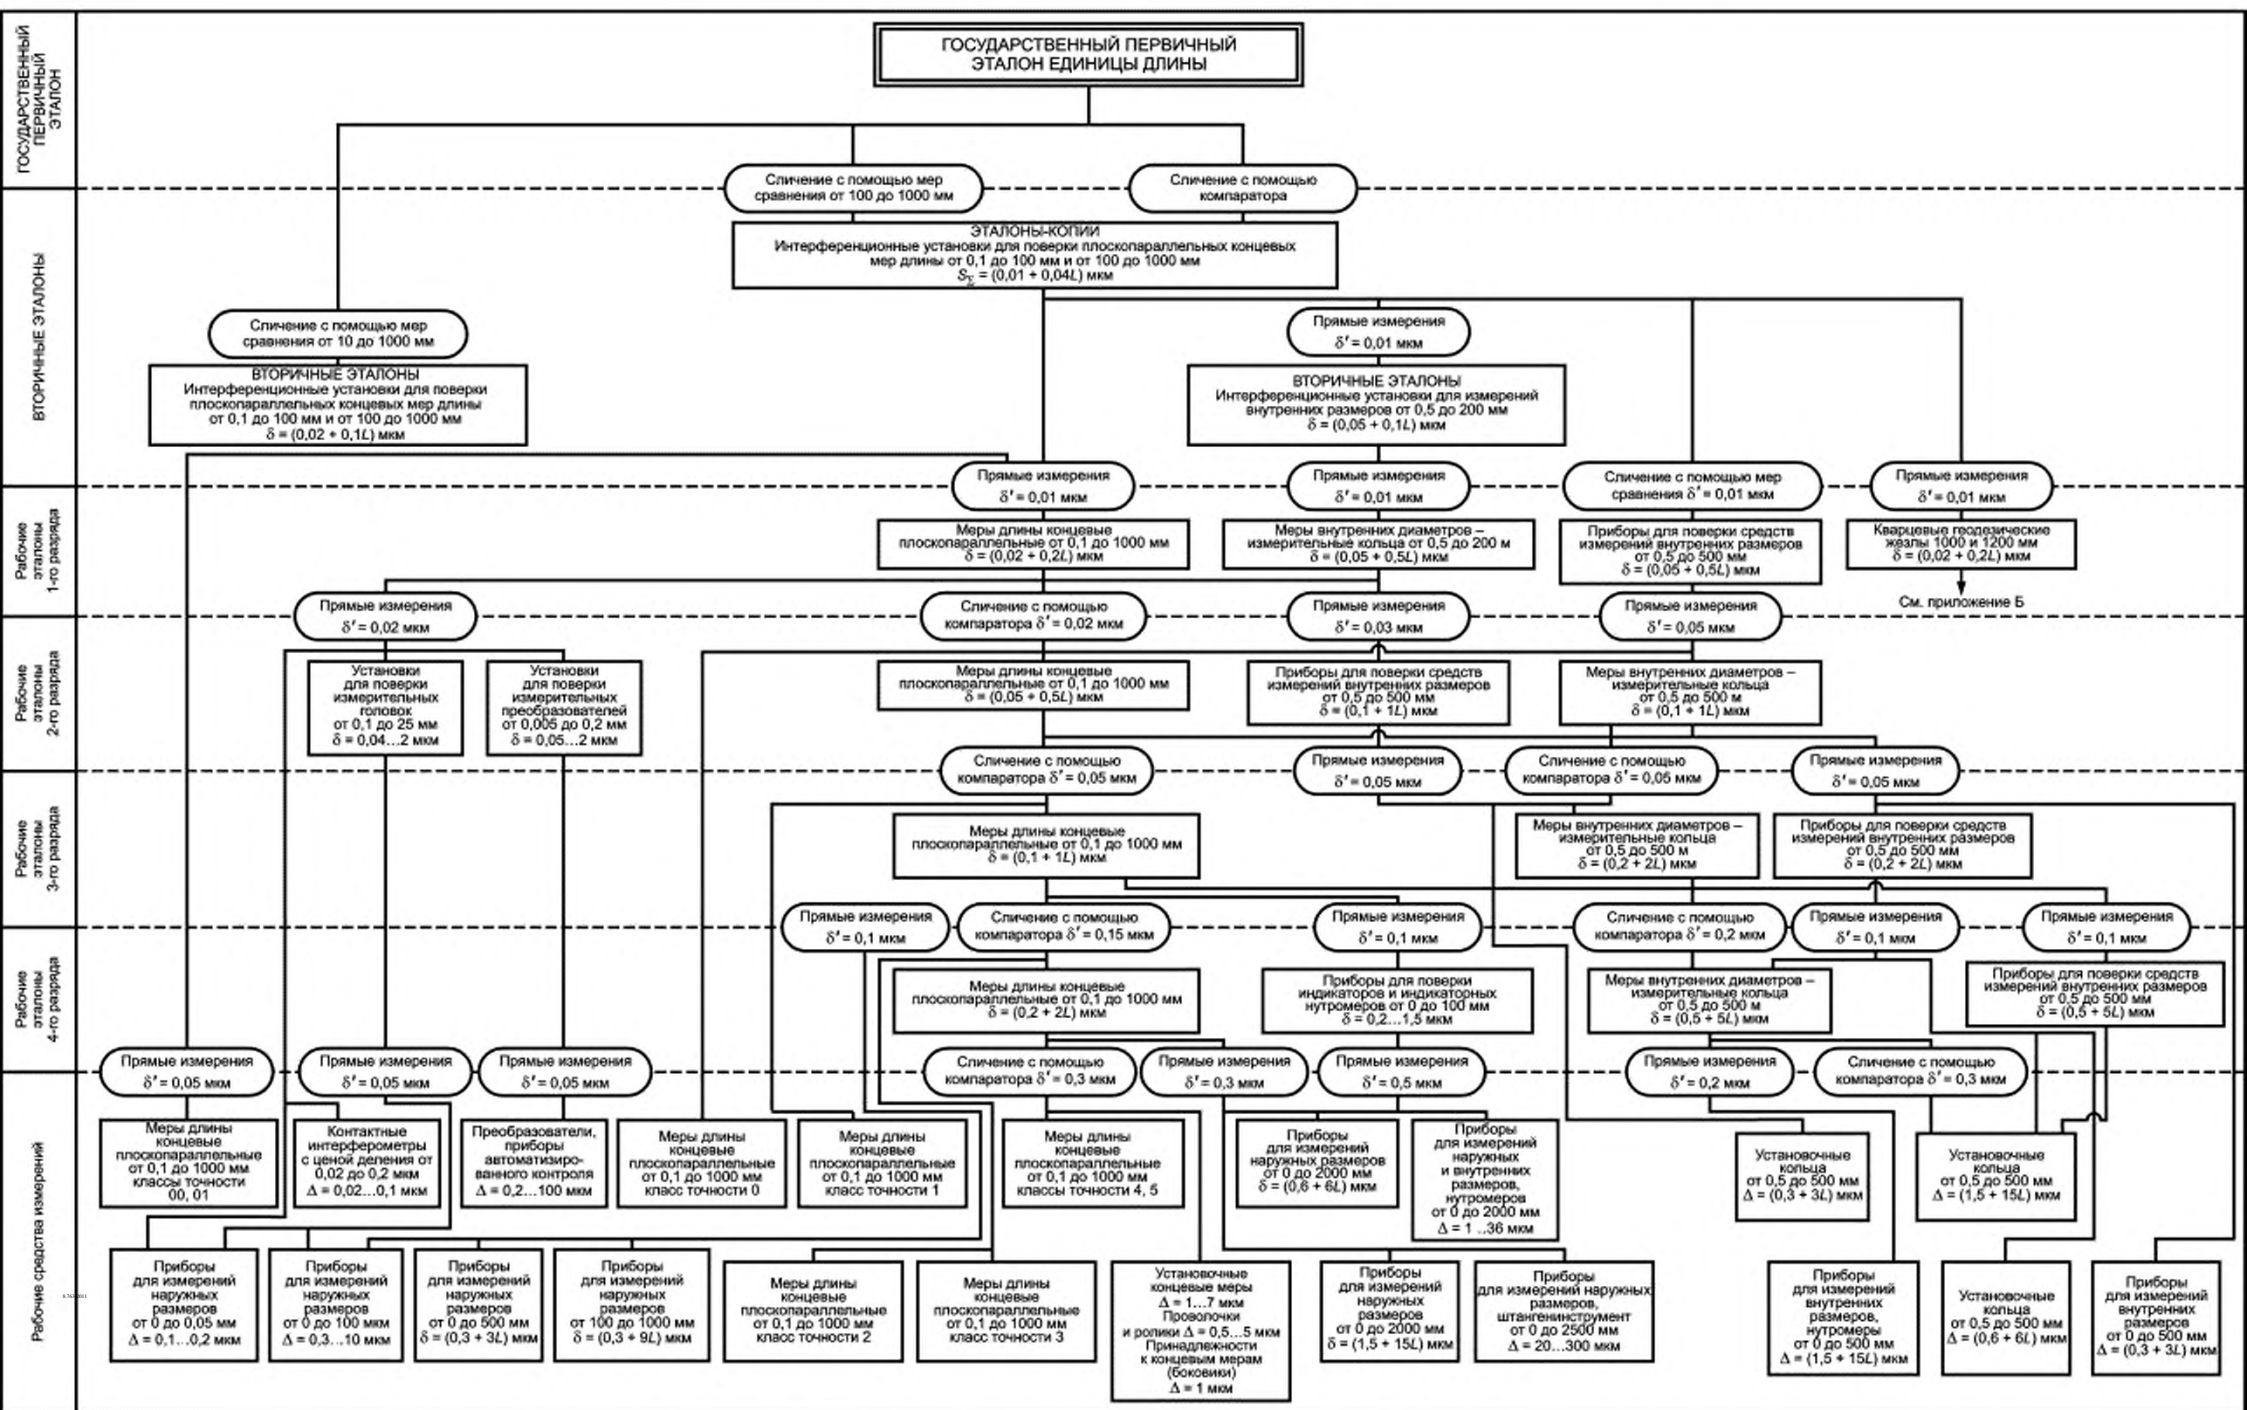 ГОСУДАРСТВЕННЫЙ
ПЕРВИЧНЫЙ
ЭТАЛОН
ГОСУДАРСТВЕННЫЙ ПЕРВИЧНЫЙ
ЭТАЛОН ЕДИНИЦЫ ДЛИНЫ
Сличение с помощью мер
сравнения от 100 до 1000 мм
Сличение с помощью
компаратора
ВТОРИЧНЫЕ ЭТАЛОНЫ
ЭТАЛОНЫ-КОПИИ
Интерференционные установки для поверки плоскопараллельных концевых
мер длины от 0,1 до 100 мм и от 100 до 1000 мм
S_Σ = (0,01 + 0,04L) мкм
Сличение с помощью мер
сравнения от 10 до 1000 мм
Прямые измерения
δ′ = 0,01 мкм
ВТОРИЧНЫЕ ЭТАЛОНЫ
Интерференционные установки для поверки
плоскопараллельных концевых мер длины
от 0,1 до 100 мм и от 100 до 1000 мм
δ = (0,02 + 0,1L) мкм
ВТОРИЧНЫЕ ЭТАЛОНЫ
Интерференционные установки для измерений
внутренних размеров от 0,5 до 200 мм
δ = (0,05 + 0,1L) мкм
Прямые измерения
δ′ = 0,01 мкм
Прямые измерения
δ′ = 0,01 мкм
Сличение с помощью мер
сравнения δ′ = 0,01 мкм
Прямые измерения
δ′ = 0,01 мкм
Рабочие
эталоны
1-го разряда
Меры длины концевые
плоскопараллельные от 0,1 до 1000 мм
δ = (0,02 + 0,2L) мкм
Меры внутренних диаметров –
измерительные кольца от 0,5 до 200 м
δ = (0,05 + 0,5L) мкм
Приборы для поверки средств
измерений внутренних размеров
от 0,5 до 500 мм
δ = (0,05 + 0,5L) мкм
Кварцевые геодезические
жезлы 1000 и 1200 мм
δ = (0,02 + 0,2L) мкм
См. приложение Б
Прямые измерения
δ′ = 0,02 мкм
Сличение с помощью
компаратора δ′ = 0,02 мкм
Прямые измерения
δ′ = 0,03 мкм
Прямые измерения
δ′ = 0,05 мкм
Рабочие
эталоны
2-го разряда
Установки
для поверки
измерительных
головок
от 0,1 до 25 мм
δ = 0,04...2 мкм
Установки
для поверки
измерительных
преобразователей
от 0,005 до 0,2 мм
δ = 0,05...2 мкм
Меры длины концевые
плоскопараллельные от 0,1 до 1000 мм
δ = (0,05 + 0,5L) мкм
Приборы для поверки средств
измерений внутренних размеров
от 0,5 до 500 мм
δ = (0,1 + 1L) мкм
Меры внутренних диаметров –
измерительные кольца
от 0,5 до 500 м
δ = (0,1 + 1L) мкм
Сличение с помощью
компаратора δ′ = 0,05 мкм
Прямые измерения
δ′ = 0,05 мкм
Сличение с помощью
компаратора δ′ = 0,05 мкм
Прямые измерения
δ′ = 0,05 мкм
Рабочие
эталоны
3-го разряда
Меры длины концевые
плоскопараллельные от 0,1 до 1000 мм
δ = (0,1 + 1L) мкм
Меры внутренних диаметров –
измерительные кольца
от 0,5 до 500 м
δ = (0,2 + 2L) мкм
Приборы для поверки средств
измерений внутренних размеров
от 0,5 до 500 мм
δ = (0,2 + 2L) мкм
Прямые измерения
δ′ = 0,1 мкм
Сличение с помощью
компаратора δ′ = 0,15 мкм
Прямые измерения
δ′ = 0,1 мкм
Сличение с помощью
компаратора δ′ = 0,2 мкм
Прямые измерения
δ′ = 0,1 мкм
Прямые измерения
δ′ = 0,1 мкм
Рабочие
эталоны
4-го разряда
Меры длины концевые
плоскопараллельные от 0,1 до 1000 мм
δ = (0,2 + 2L) мкм
Приборы для поверки
индикаторов и индикаторных
нутромеров от 0 до 100 мм
δ = 0,2...1,5 мкм
Меры внутренних диаметров –
измерительные кольца
от 0,5 до 500 м
δ = (0,5 + 5L) мкм
Приборы для поверки средств
измерений внутренних размеров
от 0,5 до 500 мм
δ = (0,5 + 5L) мкм
Прямые измерения
δ′ = 0,05 мкм
Прямые измерения
δ′ = 0,05 мкм
Прямые измерения
δ′ = 0,05 мкм
Сличение с помощью
компаратора δ′ = 0,3 мкм
Прямые измерения
δ′ = 0,3 мкм
Прямые измерения
δ′ = 0,5 мкм
Прямые измерения
δ′ = 0,2 мкм
Сличение с помощью
компаратора δ′ = 0,3 мкм
Рабочие средства измерений
Меры длины
концевые
плоскопараллельные
от 0,1 до 1000 мм
классы точности
00, 01
Контактные
интерферометры
с ценой деления от
0,02 до 0,2 мкм
Δ = 0,02...0,1 мкм
Преобразователи,
приборы
автоматизиро-
ванного контроля
Δ = 0,2...100 мкм
Меры длины
концевые
плоскопараллельные
от 0,1 до 1000 мм
класс точности 0
Меры длины
концевые
плоскопараллельные
от 0,1 до 1000 мм
класс точности 1
Меры длины
концевые
плоскопараллельные
от 0,1 до 1000 мм
классы точности 4, 5
Приборы
для измерений
наружных размеров
от 0 до 2000 мм
δ = (0,6 + 6L) мкм
Приборы
для измерений
наружных
и внутренних
размеров,
нутромеров
от 0 до 2000 мм
Δ = 1 ..36 мкм
Установочные
кольца
от 0,5 до 500 мм
Δ = (0,3 + 3L) мкм
Установочные
кольца
от 0,5 до 500 мм
Δ = (1,5 + 15L) мкм
Приборы
для измерений
наружных
размеров
от 0 до 0,05 мм
Δ = 0,1...0,2 мкм
Приборы
для измерений
наружных
размеров
от 0 до 100 мкм
Δ = 0,3...10 мкм
Приборы
для измерений
наружных
размеров
от 0 до 500 мм
δ = (0,3 + 3L) мкм
Приборы
для измерений
наружных
размеров
от 100 до 1000 мм
δ = (0,3 + 9L) мкм
Меры длины
концевые
плоскопараллельные
от 0,1 до 1000 мм
класс точности 2
Меры длины
концевые
плоскопараллельные
от 0,1 до 1000 мм
класс точности 3
Установочные
концевые меры
Δ = 1...7 мкм
Проволочки
и ролики Δ = 0,5...5 мкм
Принадлежности
к концевым мерам
(боковики)
Δ = 1 мкм
Приборы
для измерений
наружных
размеров
от 0 до 2000 мм
δ = (1,5 + 15L) мкм
Приборы
для измерений наружных
размеров,
штангенинструмент
от 0 до 2500 мм
Δ = 20...300 мкм
Приборы
для измерений
внутренних
размеров,
нутромеры
от 0 до 500 мм
Δ = (1,5 + 15L) мкм
Установочные
кольца
от 0,5 до 500 мм
Δ = (0,6 + 6L) мкм
Приборы
для измерений
внутренних
размеров
от 0 до 500 мм
Δ = (0,3 + 3L) мкм